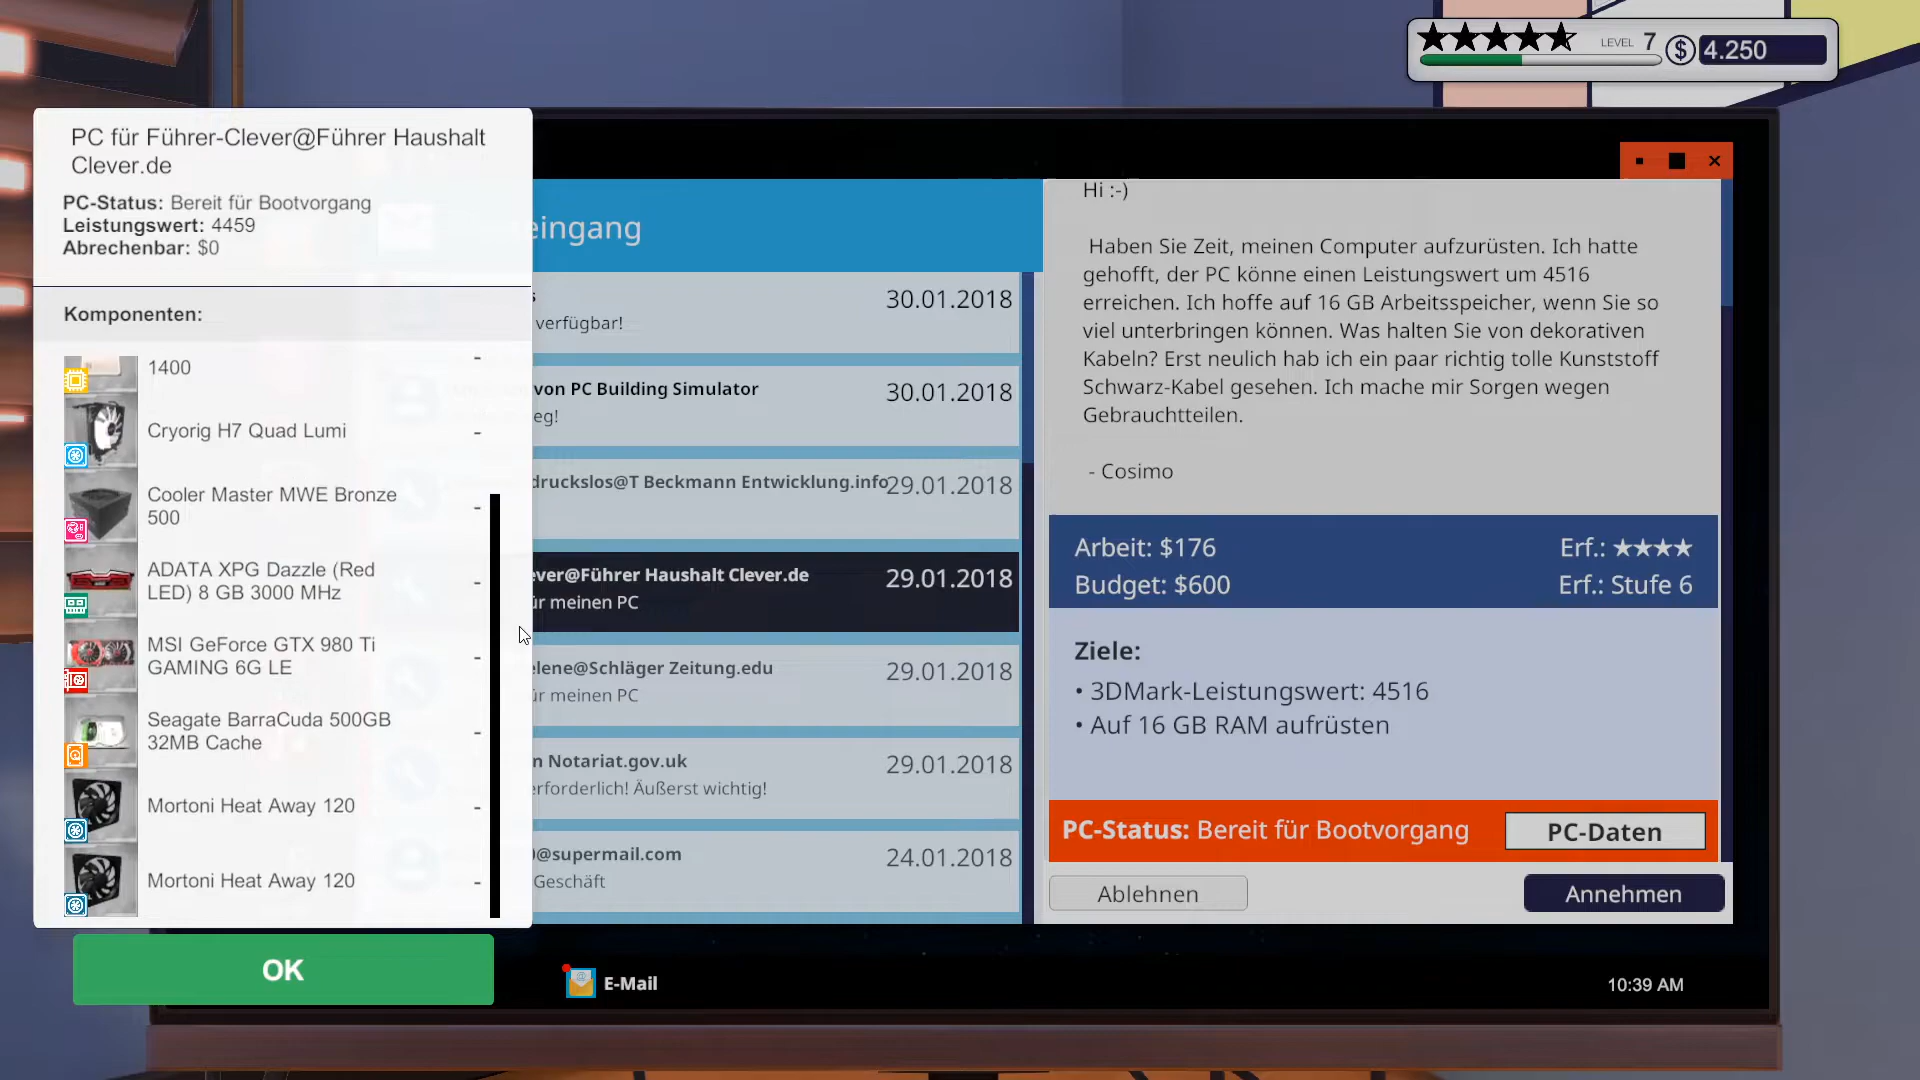 LEVEL 7
4.250
PC für Führer-Clever@Führer Haushalt
Clever.de
PC-Status: Bereit für Bootvorgang
Leistungswert: 4459
Abrechenbar: $0
Komponenten:
1400 -
Cryorig H7 Quad Lumi -
Cooler Master MWE Bronze
500 -
ADATA XPG Dazzle (Red
LED) 8 GB 3000 MHz -
MSI GeForce GTX 980 Ti
GAMING 6G LE -
Seagate BarraCuda 500GB
32MB Cache -
Mortoni Heat Away 120 -
Mortoni Heat Away 120 -
OK
eingang
30.01.2018
verfügbar!
von PC Building Simulator 30.01.2018
eg!
druckslos@T Beckmann Entwicklung.info 29.01.2018
ever@Führer Haushalt Clever.de 29.01.2018
ür meinen PC
elene@Schläger Zeitung.edu 29.01.2018
ür meinen PC
n Notariat.gov.uk 29.01.2018
erforderlich! Äußerst wichtig!
@supermail.com 24.01.2018
Geschäft
Hi :-)
Haben Sie Zeit, meinen Computer aufzurüsten. Ich hatte
gehofft, der PC könne einen Leistungswert um 4516
erreichen. Ich hoffe auf 16 GB Arbeitsspeicher, wenn Sie so
viel unterbringen können. Was halten Sie von dekorativen
Kabeln? Erst neulich hab ich ein paar richtig tolle Kunststoff
Schwarz-Kabel gesehen. Ich mache mir Sorgen wegen
Gebrauchtteilen.
- Cosimo
Arbeit: $176 Erf.: ★★★★
Budget: $600 Erf.: Stufe 6
Ziele:
• 3DMark-Leistungswert: 4516
• Auf 16 GB RAM aufrüsten
PC-Status: Bereit für Bootvorgang PC-Daten
Ablehnen Annehmen
E-Mail
10:39 AM